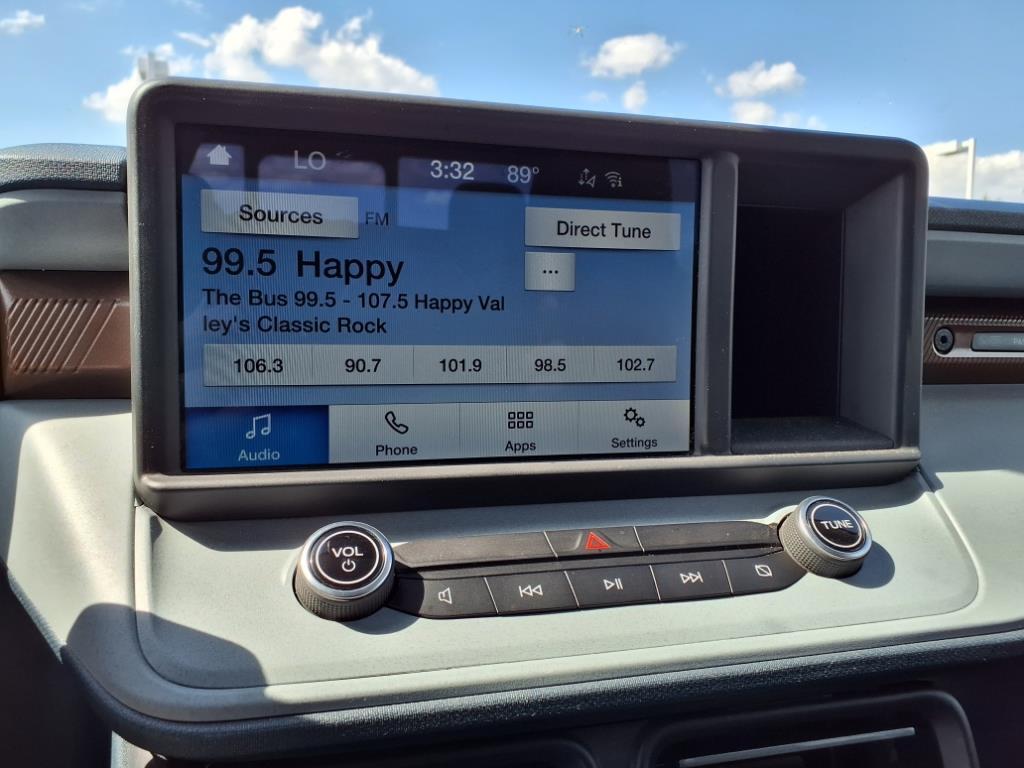 LO 3:32 89°
Sources FM Direct Tune
99.5 Happy ...
The Bus 99.5 - 107.5 Happy Val
ley's Classic Rock
106.3 90.7 101.9 98.5 102.7
Audio Phone Apps Settings
VOL
TUNE